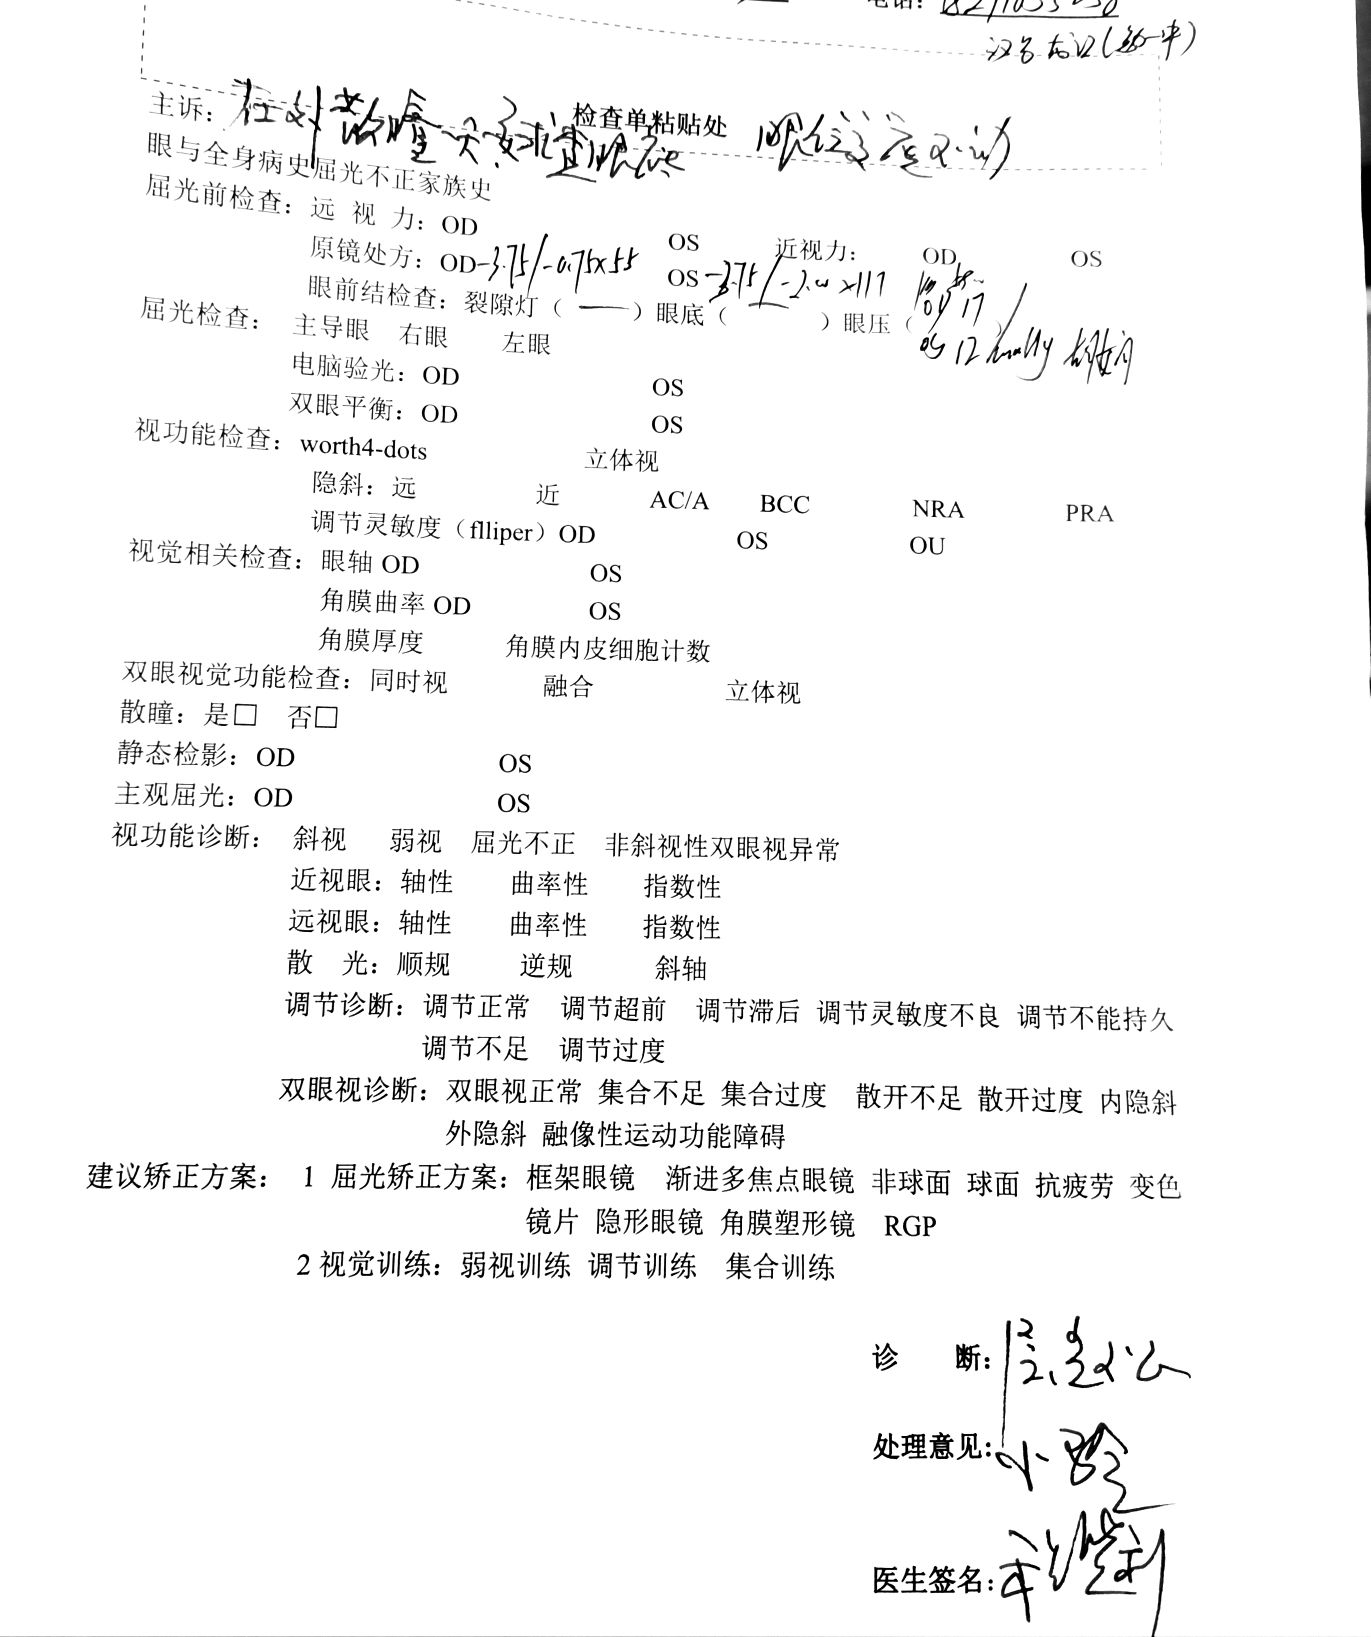 电话：
检查单粘贴处
主诉：在外散瞳 要求查眼底
眼与全身病史屈光不正家族史
屈光前检查：远 视 力：OD OS 近视力： OD OS
原镜处方：OD-3.75/-0.75×55 OS-3.75/-2.00×117
眼前结检查：裂隙灯（ — ）眼底（ — ）眼压（ OD 17
OS 12 mmHg
屈光检查： 主导眼 右眼 左眼
电脑验光：OD OS
双眼平衡：OD OS
视功能检查：worth4-dots 立体视
隐斜：远 近 AC/A BCC NRA PRA
调节灵敏度（flliper）OD OS OU
视觉相关检查：眼轴 OD OS
角膜曲率 OD OS
角膜厚度 角膜内皮细胞计数
双眼视觉功能检查：同时视 融合 立体视
散瞳：是□ 否□
静态检影：OD OS
主观屈光：OD OS
视功能诊断： 斜视 弱视 屈光不正 非斜视性双眼视异常
近视眼：轴性 曲率性 指数性
远视眼：轴性 曲率性 指数性
散 光：顺规 逆规 斜轴
调节诊断：调节正常 调节超前 调节滞后 调节灵敏度不良 调节不能持久
调节不足 调节过度
双眼视诊断：双眼视正常 集合不足 集合过度 散开不足 散开过度 内隐斜
外隐斜 融像性运动功能障碍
建议矫正方案： 1 屈光矫正方案：框架眼镜 渐进多焦点眼镜 非球面 球面 抗疲劳 变色
镜片 隐形眼镜 角膜塑形镜 RGP
2 视觉训练：弱视训练 调节训练 集合训练
诊 断：
处理意见：
医生签名：